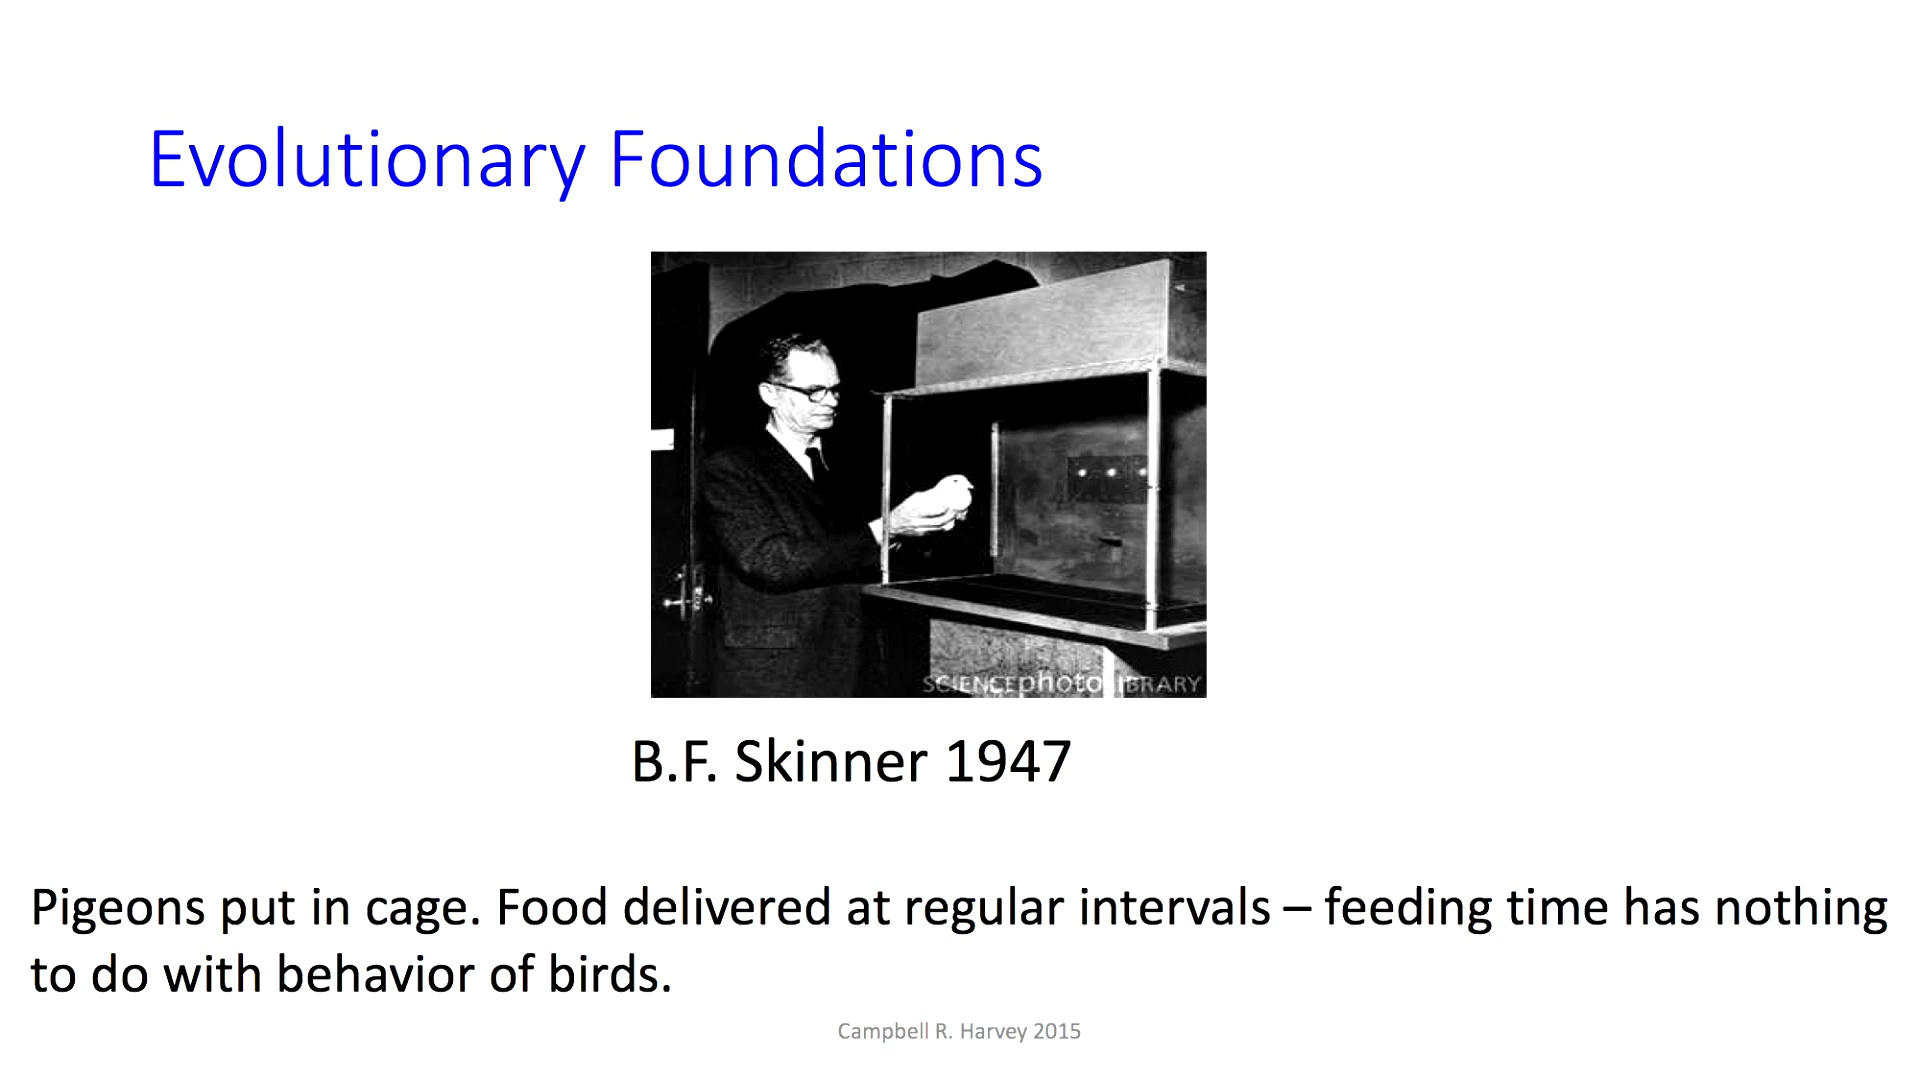 Evolutionary Foundations
SCIENCEphotoLIBRARY
B.F. Skinner 1947
Pigeons put in cage. Food delivered at regular intervals – feeding time has nothing
to do with behavior of birds.
Campbell R. Harvey 2015